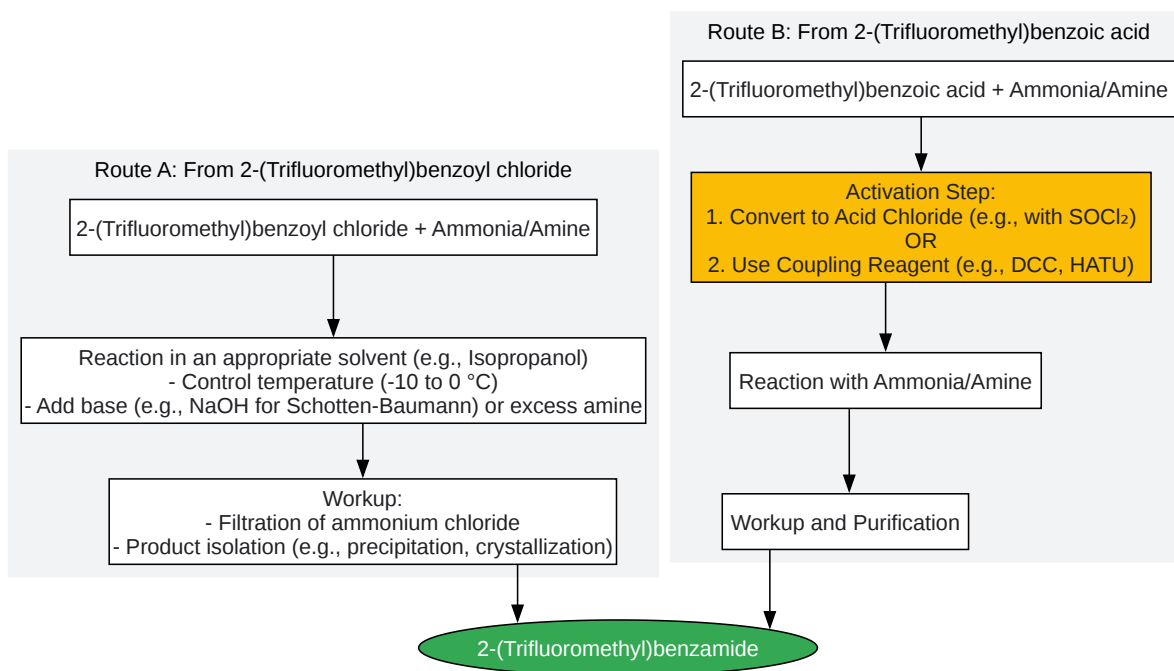 Route A: From 2-(Trifluoromethyl)benzoyl chloride
2-(Trifluoromethyl)benzoyl chloride + Ammonia/Amine
Reaction in an appropriate solvent (e.g., Isopropanol)
- Control temperature (-10 to 0 °C)
- Add base (e.g., NaOH for Schotten-Baumann) or excess amine
Workup:
- Filtration of ammonium chloride
- Product isolation (e.g., precipitation, crystallization)
Route B: From 2-(Trifluoromethyl)benzoic acid
2-(Trifluoromethyl)benzoic acid + Ammonia/Amine
Activation Step:
1. Convert to Acid Chloride (e.g., with SOCl₂)
OR
2. Use Coupling Reagent (e.g., DCC, HATU)
Reaction with Ammonia/Amine
Workup and Purification
2-(Trifluoromethyl)benzamide